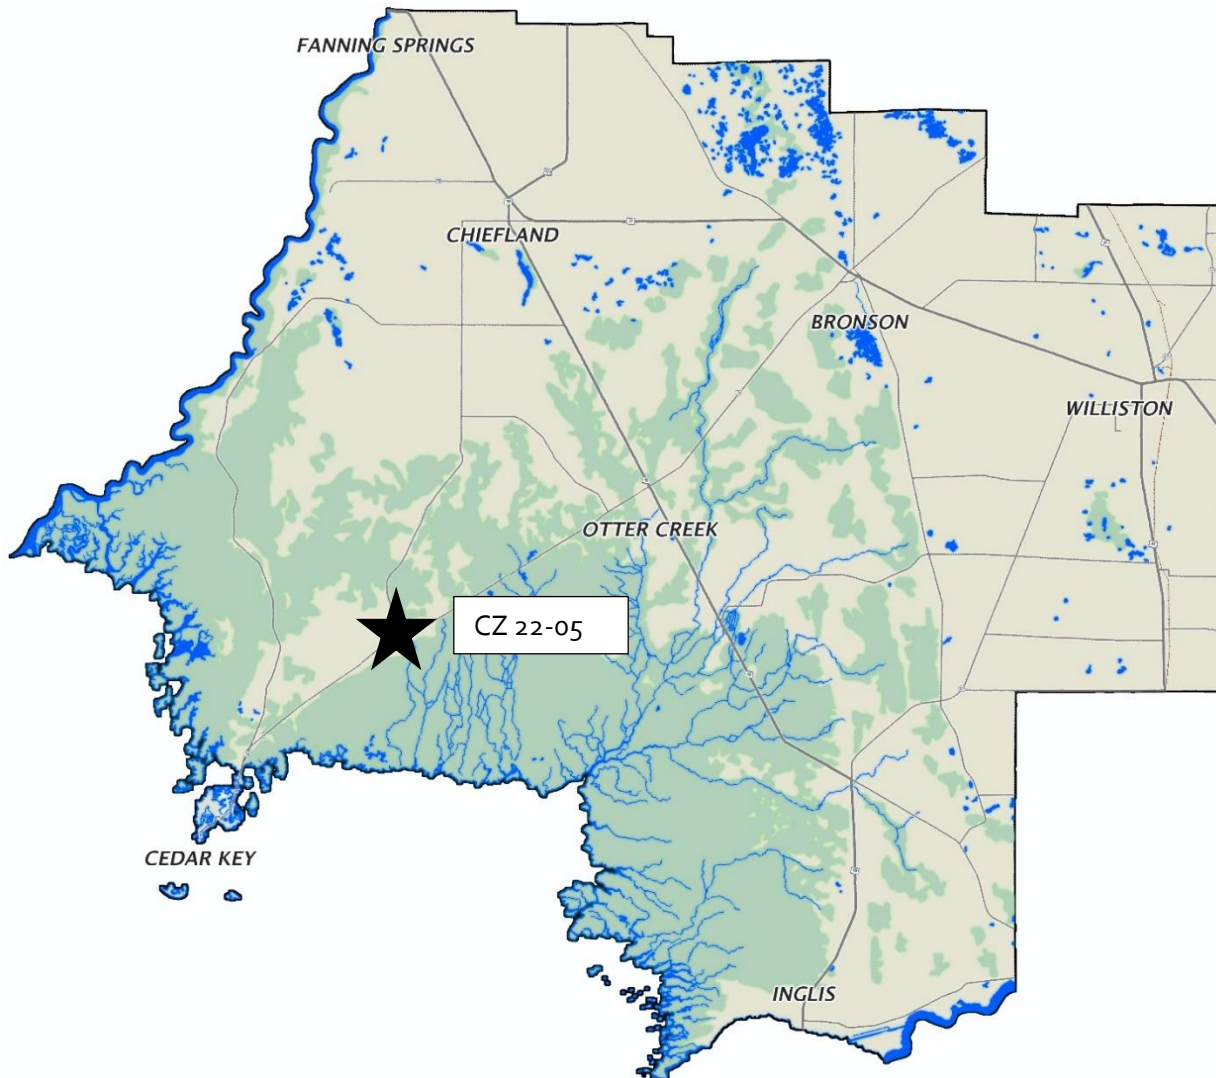 FANNING SPRINGS
CHIEFLAND
BRONSON
WILLISTON
OTTER CREEK
CZ 22-05
CEDAR KEY
INGLIS